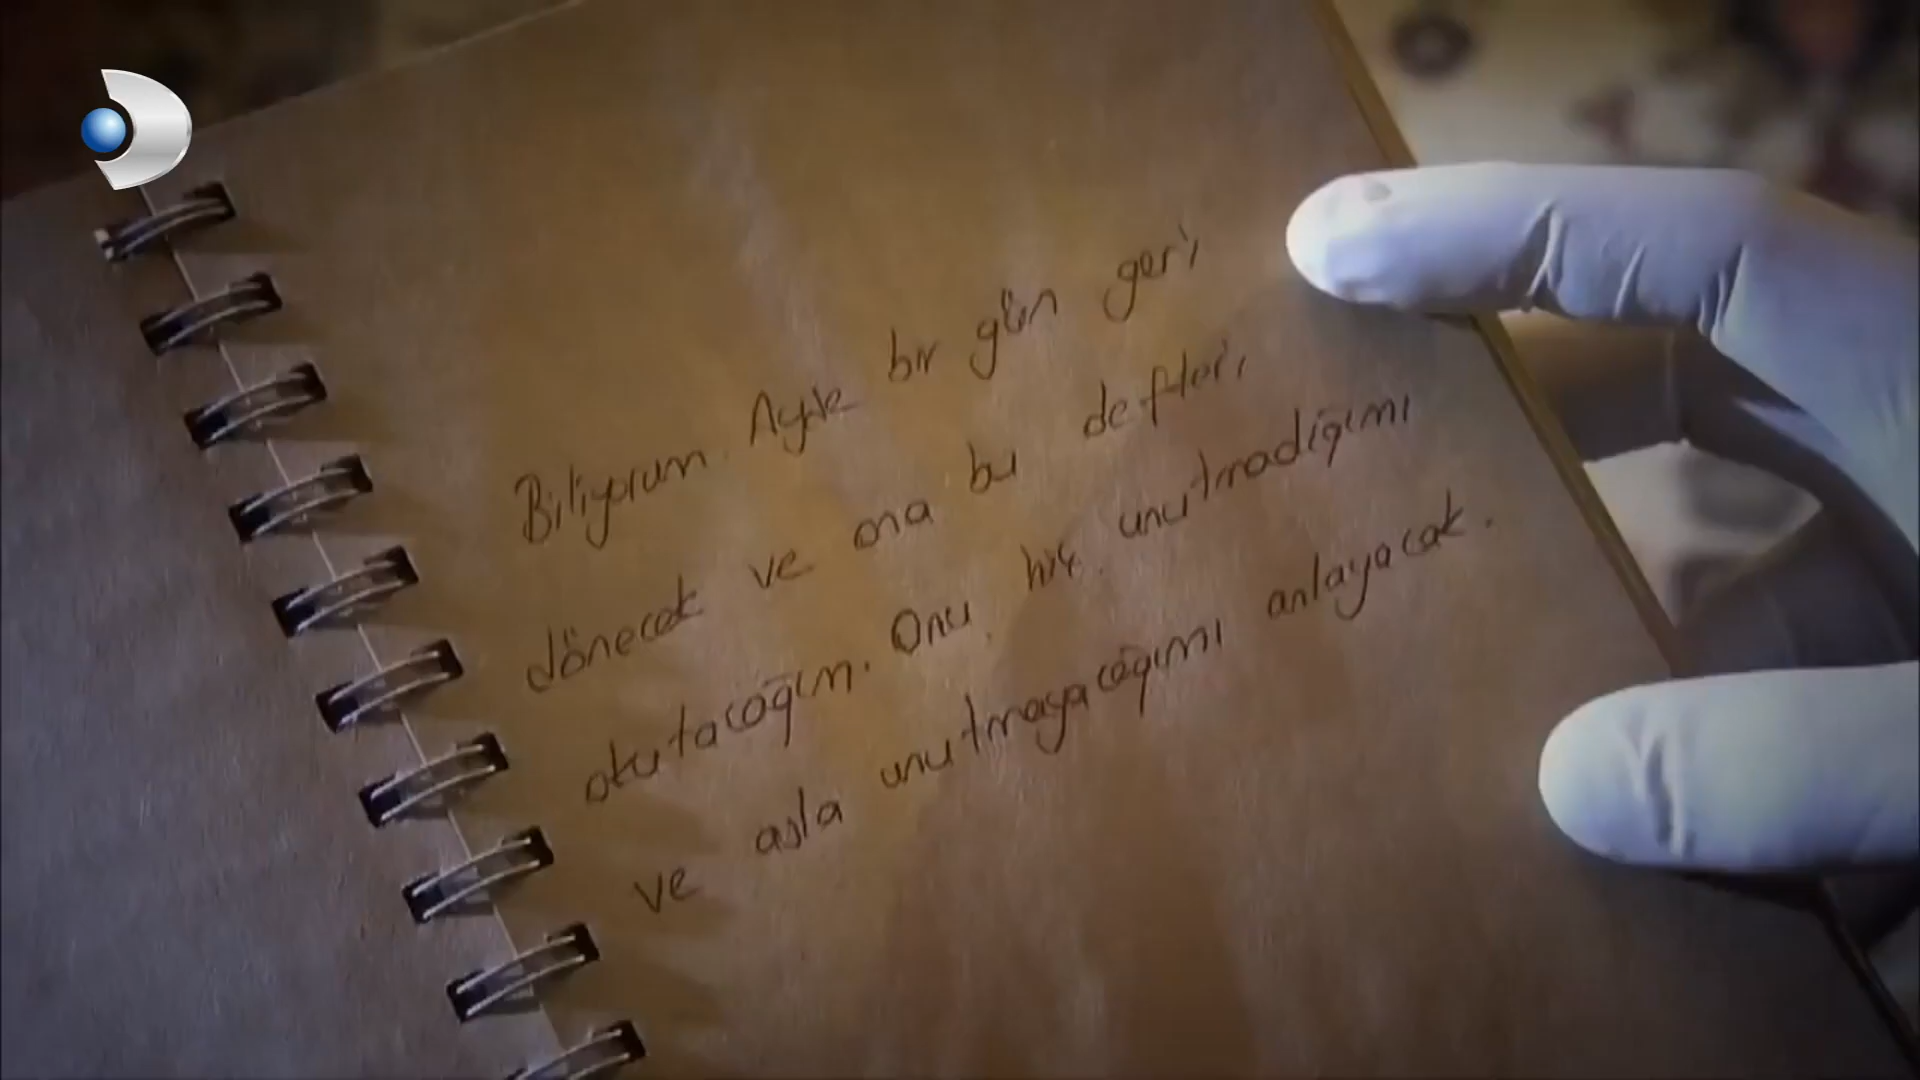 Biliyorum Ayşe bir gün geri
dönecek ve ona bu defteri
okutacağım. Onu hiç unutmadığımı
ve asla unutmayacağımı anlayacak.